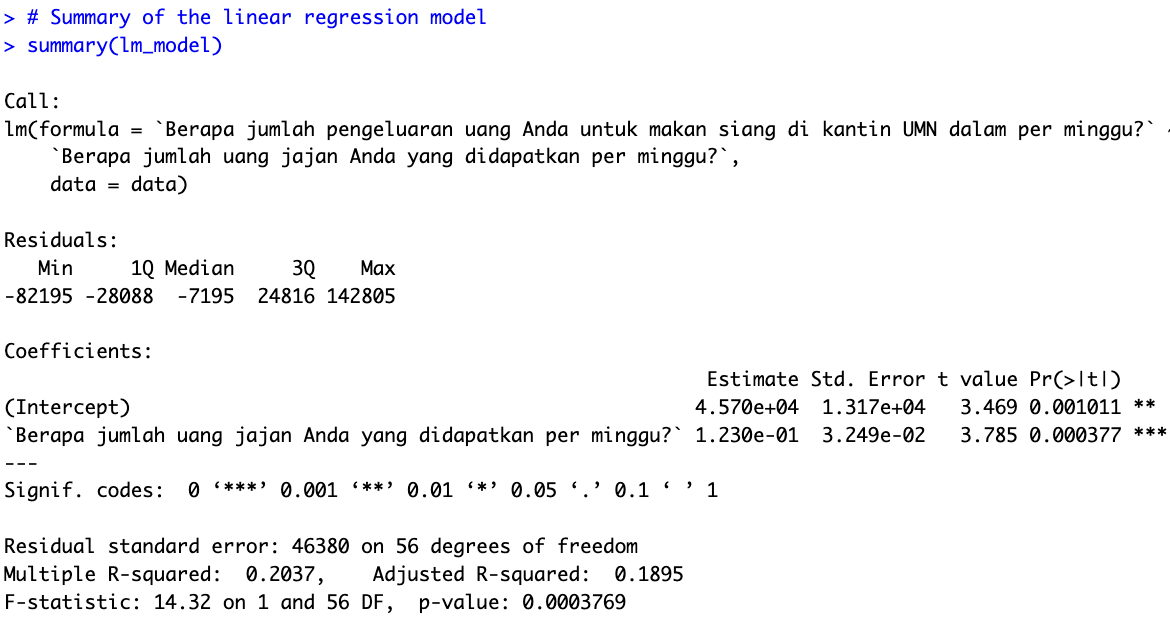 > # Summary of the linear regression model
> summary(lm_model)
Call:
lm(formula = `Berapa jumlah pengeluaran uang Anda untuk makan siang di kantin UMN dalam per minggu?` ~
    `Berapa jumlah uang jajan Anda yang didapatkan per minggu?`,
    data = data)
Residuals:
   Min     1Q Median     3Q    Max
-82195 -28088  -7195  24816 142805
Coefficients:
                                                             Estimate Std. Error t value Pr(>|t|)
(Intercept)                                                 4.570e+04  1.317e+04   3.469 0.001011 **
`Berapa jumlah uang jajan Anda yang didapatkan per minggu?` 1.230e-01  3.249e-02   3.785 0.000377 ***
---
Signif. codes:  0 ‘***’ 0.001 ‘**’ 0.01 ‘*’ 0.05 ‘.’ 0.1 ‘ ’ 1
Residual standard error: 46380 on 56 degrees of freedom
Multiple R-squared:  0.2037,    Adjusted R-squared:  0.1895
F-statistic: 14.32 on 1 and 56 DF,  p-value: 0.0003769